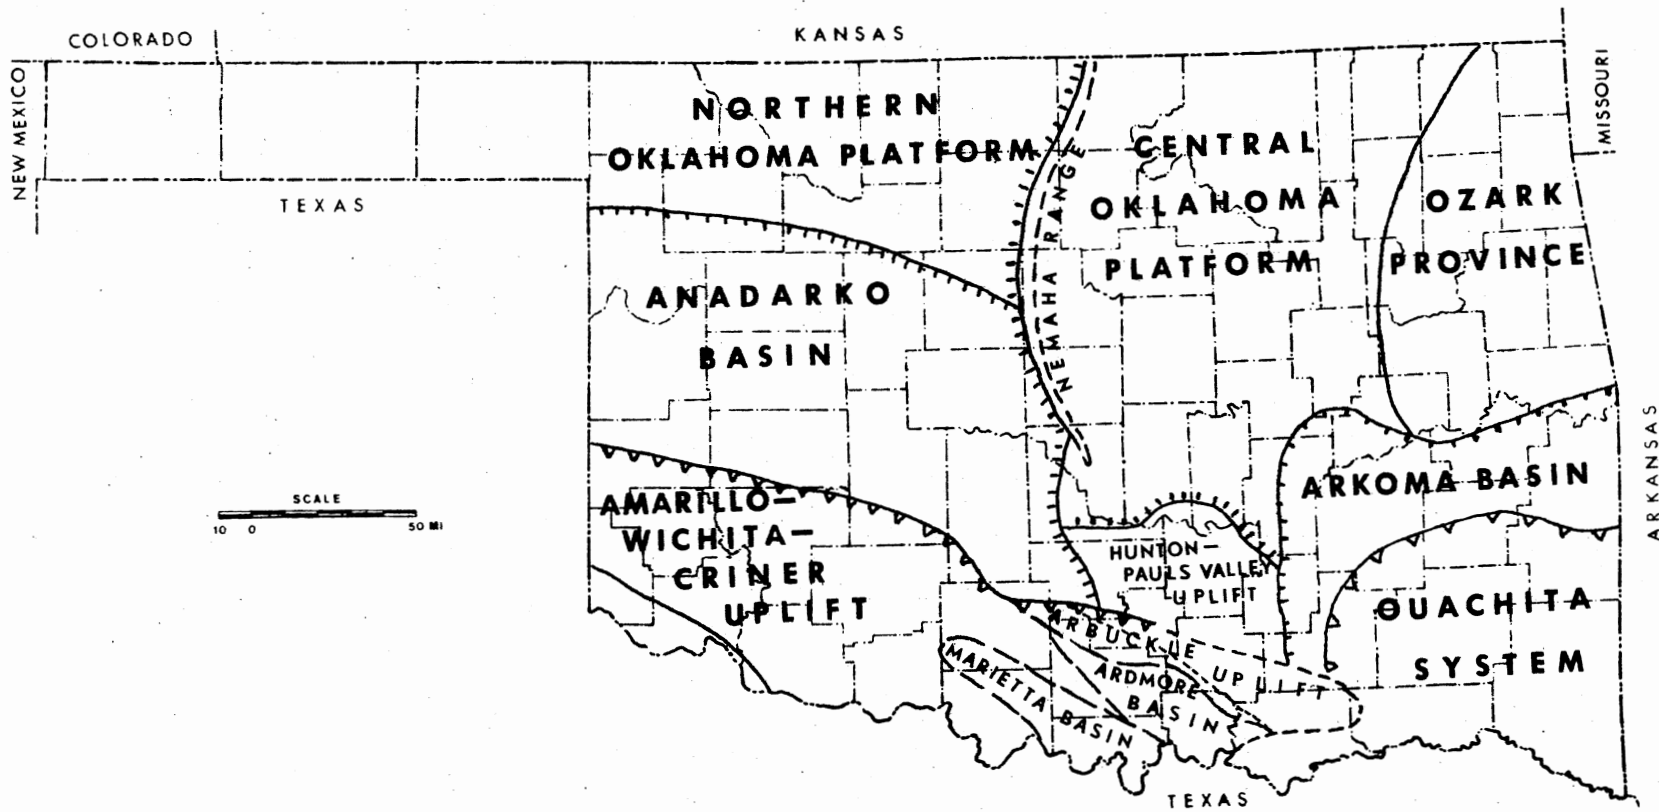 COLORADO
KANSAS
NEW MEXICO
MISSOURI
TEXAS
NORTHERN
OKLAHOMA PLATFORM
NEMAHA RANGE
CENTRAL
OKLAHOMA
PLATFORM
OZARK
PROVINCE
ANADARKO
BASIN
ARKANSAS
ARKOMA BASIN
SCALE
10 0 50 MI
AMARILLO—
WICHITA—
CRINER
UPLIFT
HUNTON—
PAULS VALLEY
UPLIFT
OUACHITA
SYSTEM
ARBUCKLE UPLIFT
ARDMORE
BASIN
MARIETTA BASIN
TEXAS